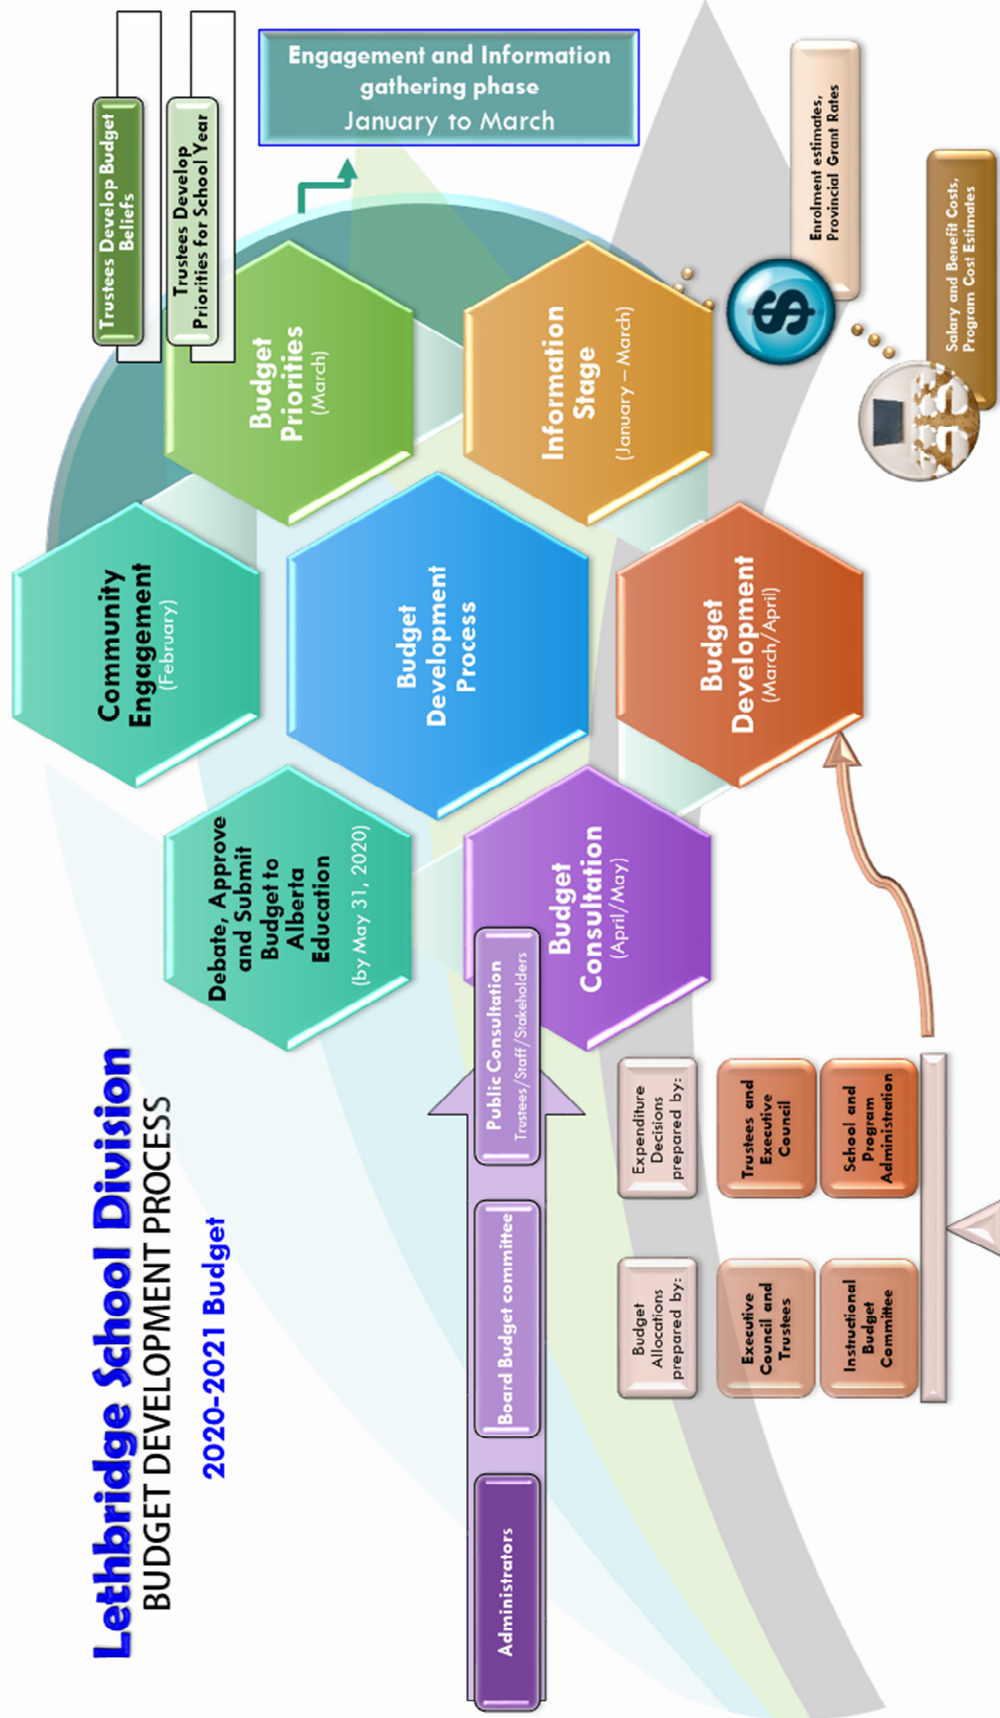 Lethbridge School Division
BUDGET DEVELOPMENT PROCESS
2020-2021 Budget
Debate, Approve
and Submit
Budget to
Alberta
Education
(by May 31, 2020)
Community
Engagement
(February)
Trustees Develop Budget
Beliefs
Trustees Develop
Priorities for School Year
Budget
Priorities
(March)
Engagement and Information
gathering phase
January to March
Budget
Development
Process
Information
Stage
(January – March)
Administrators
Board Budget committee
Public Consultation
Trustees/Staff/Stakeholders
Budget
Consultation
(April/May)
Budget
Development
(March/April)
$
Enrolment estimates,
Provincial Grant Rates
Salary and Benefit Costs,
Program Cost Estimates
Budget
Allocations
prepared by:
Executive
Council and
Trustees
Instructional
Budget
Committee
Expenditure
Decisions
prepared by:
Trustees and
Executive
Council
School and
Program
Administration